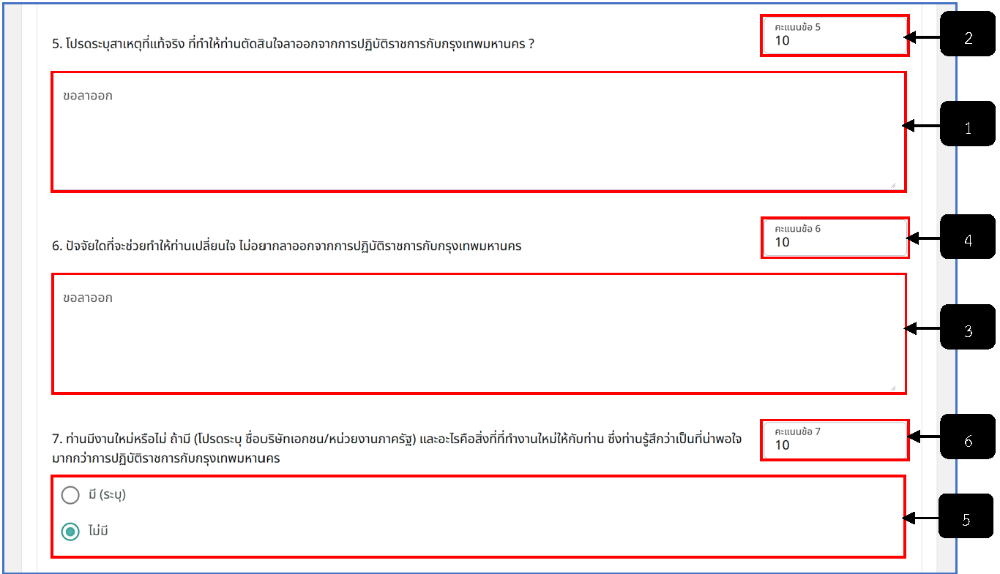 5. โปรดระบุสาเหตุที่แท้จริง ที่ทำให้ท่านตัดสินใจลาออกจากการปฏิบัติราชการกับกรุงเทพมหานคร ?
คะแนนข้อ 5
10
2
ขอลาออก
1
6. ปัจจัยใดที่จะช่วยทำให้ท่านเปลี่ยนใจ ไม่อยากลาออกจากการปฏิบัติราชการกับกรุงเทพมหานคร
คะแนนข้อ 6
10
4
ขอลาออก
3
7. ท่านมีงานใหม่หรือไม่ ถ้ามี (โปรดระบุ ชื่อบริษัทเอกชน/หน่วยงานภาครัฐ) และอะไรคือสิ่งที่ที่ทำงานใหม่ให้กับท่าน ซึ่งท่านรู้สึกว่าเป็นที่น่าพอใจ
มากกว่าการปฏิบัติราชการกับกรุงเทพมหานคร
คะแนนข้อ 7
10
6
มี (ระบุ)
ไม่มี
5